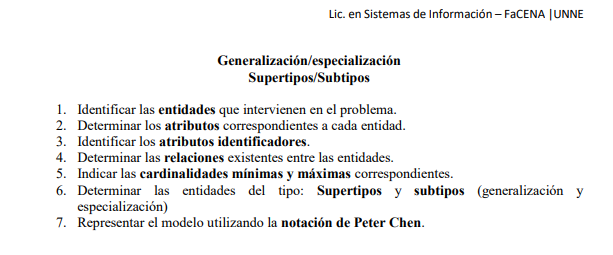 Lic. en Sistemas de Información – FaCENA |UNNE
Generalización/especialización
Supertipos/Subtipos
1. Identificar las entidades que intervienen en el problema.
2. Determinar los atributos correspondientes a cada entidad.
3. Identificar los atributos identificadores.
4. Determinar las relaciones existentes entre las entidades.
5. Indicar las cardinalidades mínimas y máximas correspondientes.
6. Determinar las entidades del tipo: Supertipos y subtipos (generalización y
especialización)
7. Representar el modelo utilizando la notación de Peter Chen.